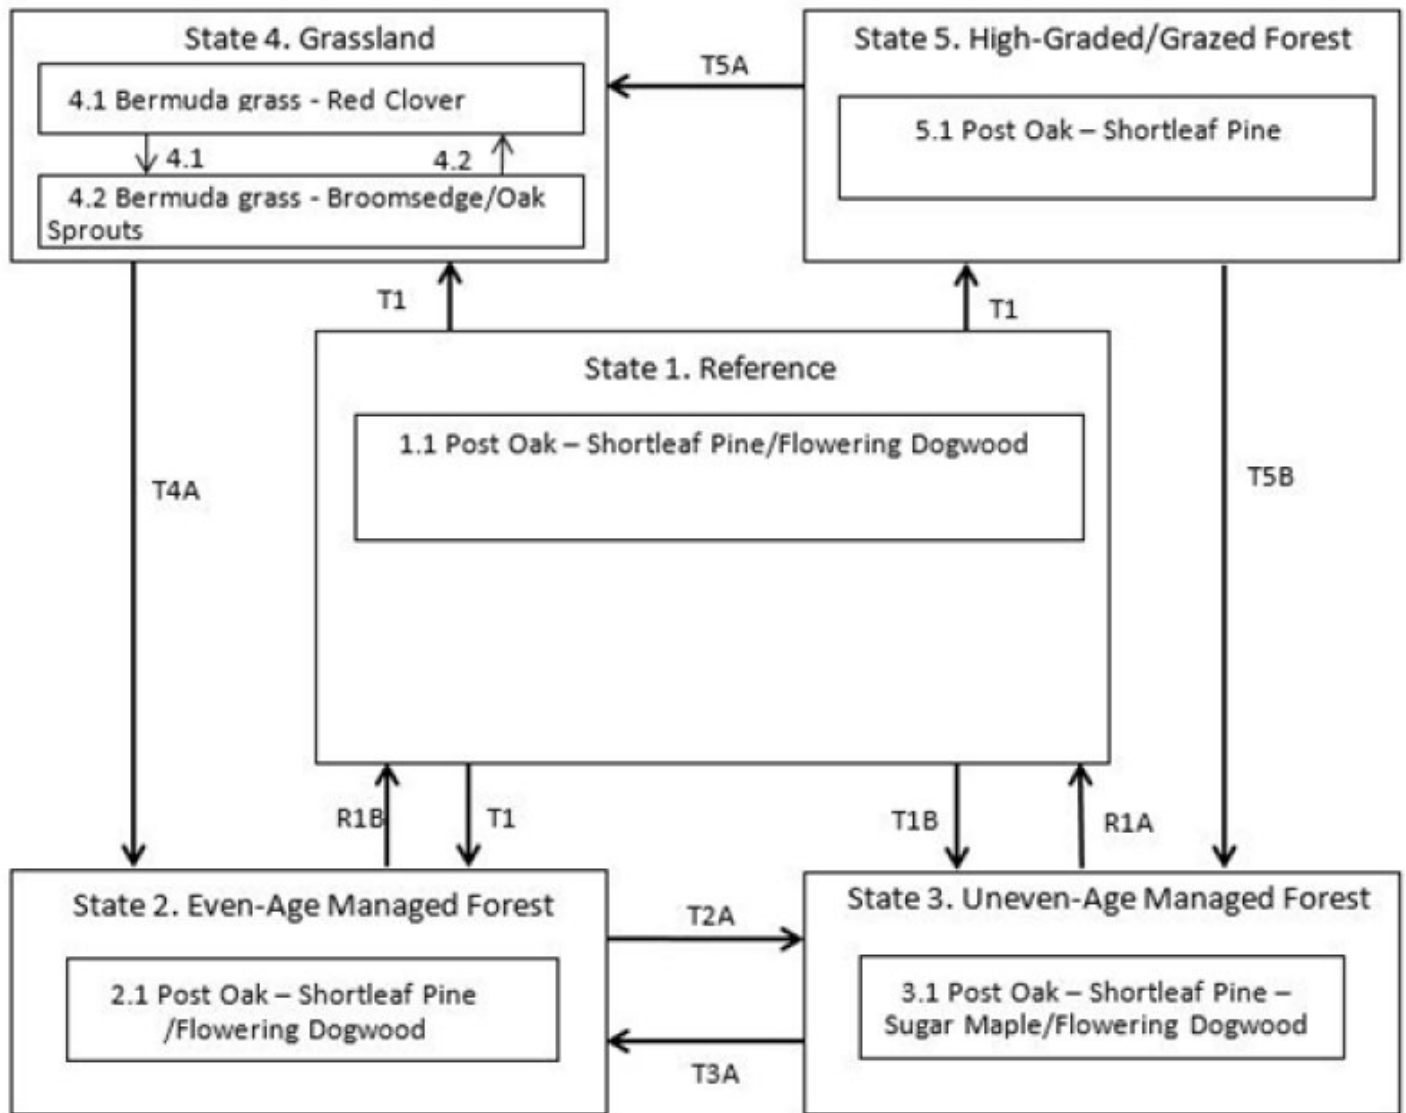 State 4. Grassland
4.1 Bermuda grass - Red Clover
4.1
4.2
4.2 Bermuda grass - Broomsedge/Oak
Sprouts
T5A
State 5. High-Graded/Grazed Forest
5.1 Post Oak – Shortleaf Pine
T1
T1
State 1. Reference
1.1 Post Oak – Shortleaf Pine/Flowering Dogwood
T4A
T5B
R1B
T1
T1B
R1A
State 2. Even-Age Managed Forest
2.1 Post Oak – Shortleaf Pine
/Flowering Dogwood
T2A
T3A
State 3. Uneven-Age Managed Forest
3.1 Post Oak – Shortleaf Pine –
Sugar Maple/Flowering Dogwood